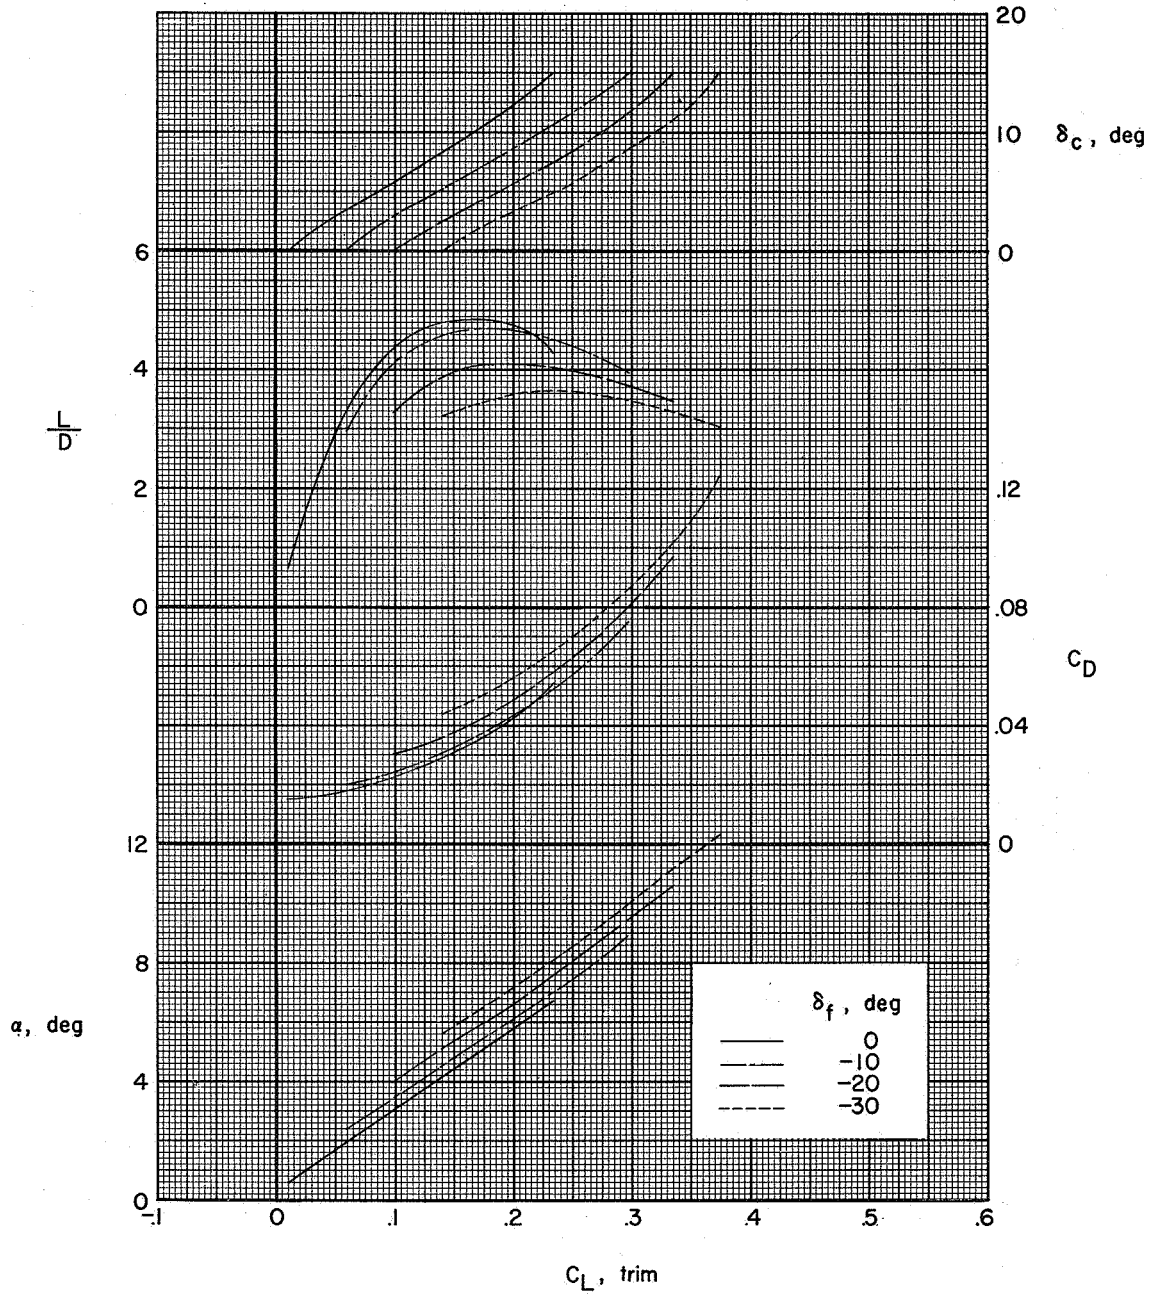 20
10
δc, deg
0
6
4
L/D
2
0
.12
.08
CD
.04
0
12
8
α, deg
4
0
δf, deg
0
-10
-20
-30
-.1 0 .1 .2 .3 .4 .5 .6
CL, trim